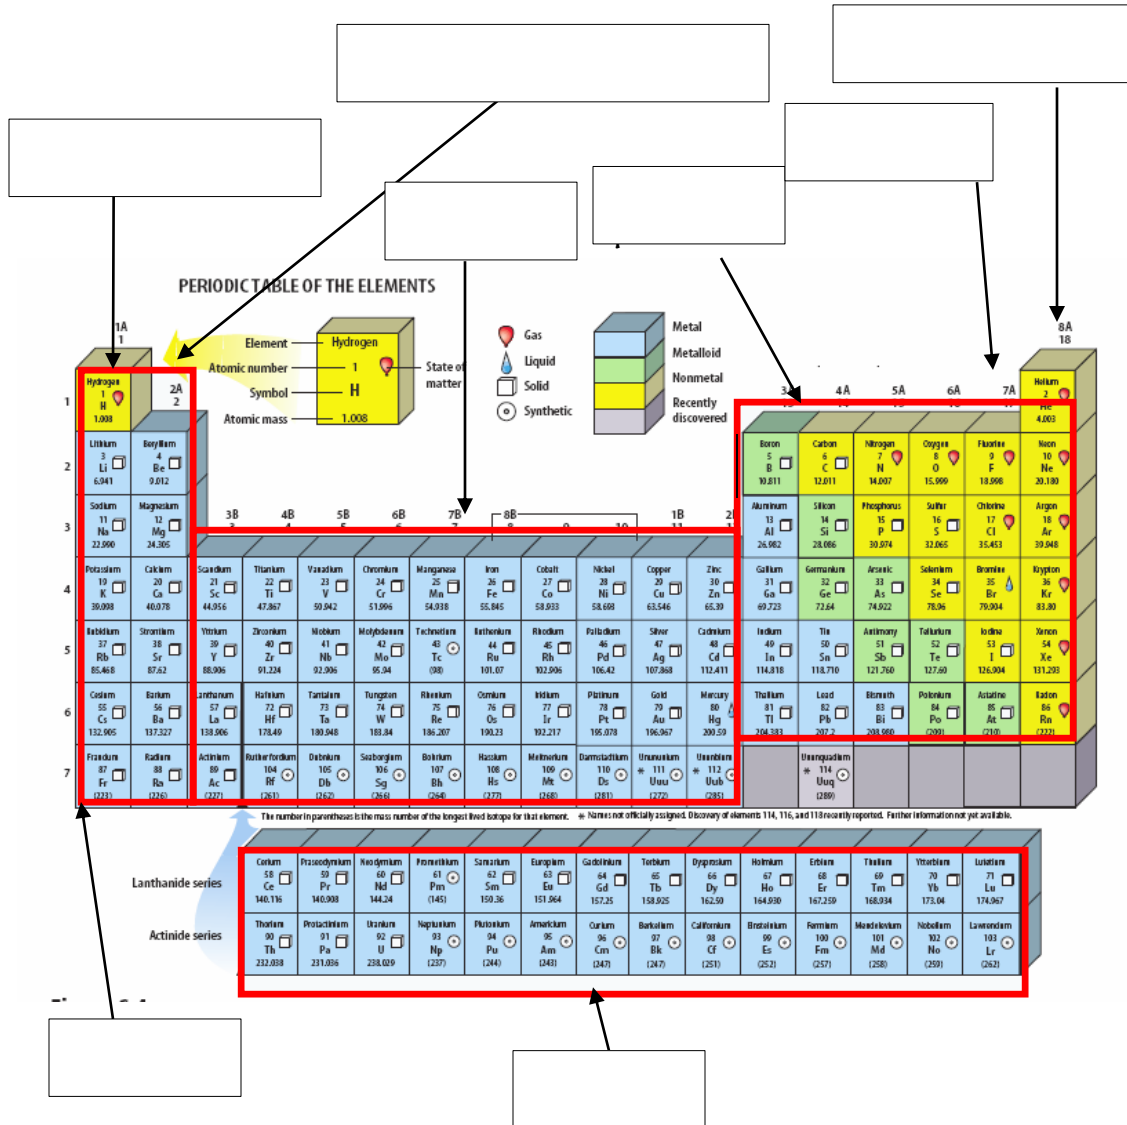 PERIODIC TABLE OF THE ELEMENTS
1A
1
Element
Atomic number
Symbol
Atomic mass
Hydrogen
1
H
1.008
State of
matter
Gas
Liquid
Solid
Synthetic
Metal
Metalloid
Nonmetal
Recently
discovered
8A
18
2A
2
3A 4A 5A 6A 7A
3B 4B 5B 6B 7B 8B 1B
3 4 5 6 7 8 9 10 11
1
Hydrogen Helium
1 2
H He
1.008 4.003
2
Lithium Beryllium Boron Carbon Nitrogen Oxygen Fluorine Neon
3 4 5 6 7 8 9 10
Li Be B C N O F Ne
6.941 9.012 10.811 12.011 14.007 15.999 18.998 20.180
3
Sodium Magnesium Aluminum Silicon Phosphorus Sulfur Chlorine Argon
11 12 13 14 15 16 17 18
Na Mg Al Si P S Cl Ar
22.990 24.305 26.982 28.086 30.974 32.065 35.453 39.948
4
Potassium Calcium Scandium Titanium Vanadium Chromium Manganese Iron Cobalt Nickel Copper Zinc Gallium Germanium Arsenic Selenium Bromine Krypton
19 20 21 22 23 24 25 26 27 28 29 30 31 32 33 34 35 36
K Ca Sc Ti V Cr Mn Fe Co Ni Cu Zn Ga Ge As Se Br Kr
39.098 40.078 44.956 47.867 50.942 51.996 54.938 55.845 58.933 58.693 63.546 65.39 69.723 72.64 74.922 78.96 79.904 83.80
5
Rubidium Strontium Yttrium Zirconium Niobium Molybdenum Technetium Ruthenium Rhodium Palladium Silver Cadmium Indium Tin Antimony Tellurium Iodine Xenon
37 38 39 40 41 42 43 44 45 46 47 48 49 50 51 52 53 54
Rb Sr Y Zr Nb Mo Tc Ru Rh Pd Ag Cd In Sn Sb Te I Xe
85.468 87.62 88.906 91.224 92.906 95.94 (98) 101.07 102.906 106.42 107.868 112.411 114.818 118.710 121.760 127.60 126.904 131.293
6
Cesium Barium Lanthanum Hafnium Tantalum Tungsten Rhenium Osmium Iridium Platinum Gold Mercury Thallium Lead Bismuth Polonium Astatine Radon
55 56 57 72 73 74 75 76 77 78 79 80 81 82 83 84 85 86
Cs Ba La Hf Ta W Re Os Ir Pt Au Hg Tl Pb Bi Po At Rn
132.905 137.327 138.906 178.49 180.948 183.84 186.207 190.23 192.217 195.078 196.967 200.59 204.383 207.2 208.980 (209) (210) (222)
7
Francium Radium Actinium Rutherfordium Dubnium Seaborgium Bohrium Hassium Meitnerium Darmstadtium Unununium Ununbium Ununquadium
87 88 89 104 105 106 107 108 109 110 * 111 * 112 * 114
Fr Ra Ac Rf Db Sg Bh Hs Mt Ds Uuu Uub Uuq
(223) (226) (227) (261) (262) (266) (264) (277) (268) (281) (272) (285) (289)
The number in parentheses is the mass number of the longest lived isotope for that element. * Names not officially assigned. Discovery of elements 114, 116, and 118 recently reported. Further information not yet available.
Lanthanide series
Cerium Praseodymium Neodymium Promethium Samarium Europium Gadolinium Terbium Dysprosium Holmium Erbium Thulium Ytterbium Lutetium
58 59 60 61 62 63 64 65 66 67 68 69 70 71
Ce Pr Nd Pm Sm Eu Gd Tb Dy Ho Er Tm Yb Lu
140.116 140.908 144.24 (145) 150.36 151.964 157.25 158.925 162.50 164.930 167.259 168.934 173.04 174.967
Actinide series
Thorium Protactinium Uranium Neptunium Plutonium Americium Curium Berkelium Californium Einsteinium Fermium Mendelevium Nobelium Lawrencium
90 91 92 93 94 95 96 97 98 99 100 101 102 103
Th Pa U Np Pu Am Cm Bk Cf Es Fm Md No Lr
232.038 231.036 238.029 (237) (244) (243) (247) (247) (251) (252) (257) (258) (259) (262)